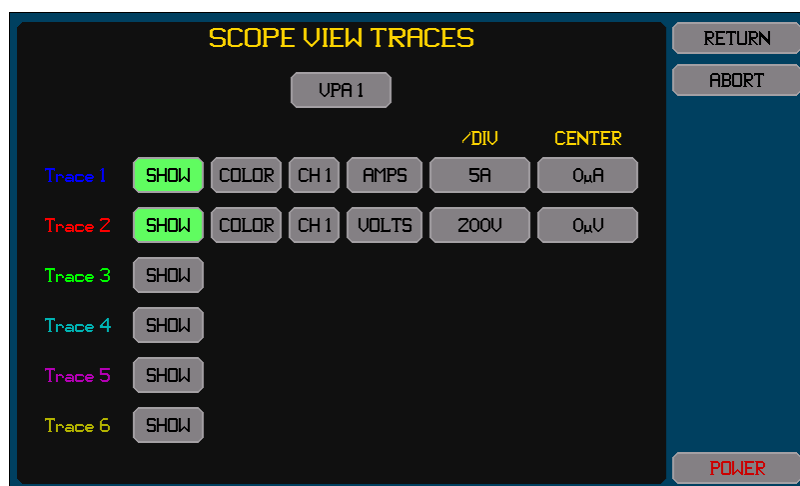 SCOPE VIEW TRACES
RETURN
VPA 1
ABORT
/DIV CENTER
Trace 1 SHOW COLOR CH 1 AMPS 5A 0µA
Trace 2 SHOW COLOR CH 1 VOLTS 200V 0µV
Trace 3 SHOW
Trace 4 SHOW
Trace 5 SHOW
Trace 6 SHOW
POWER